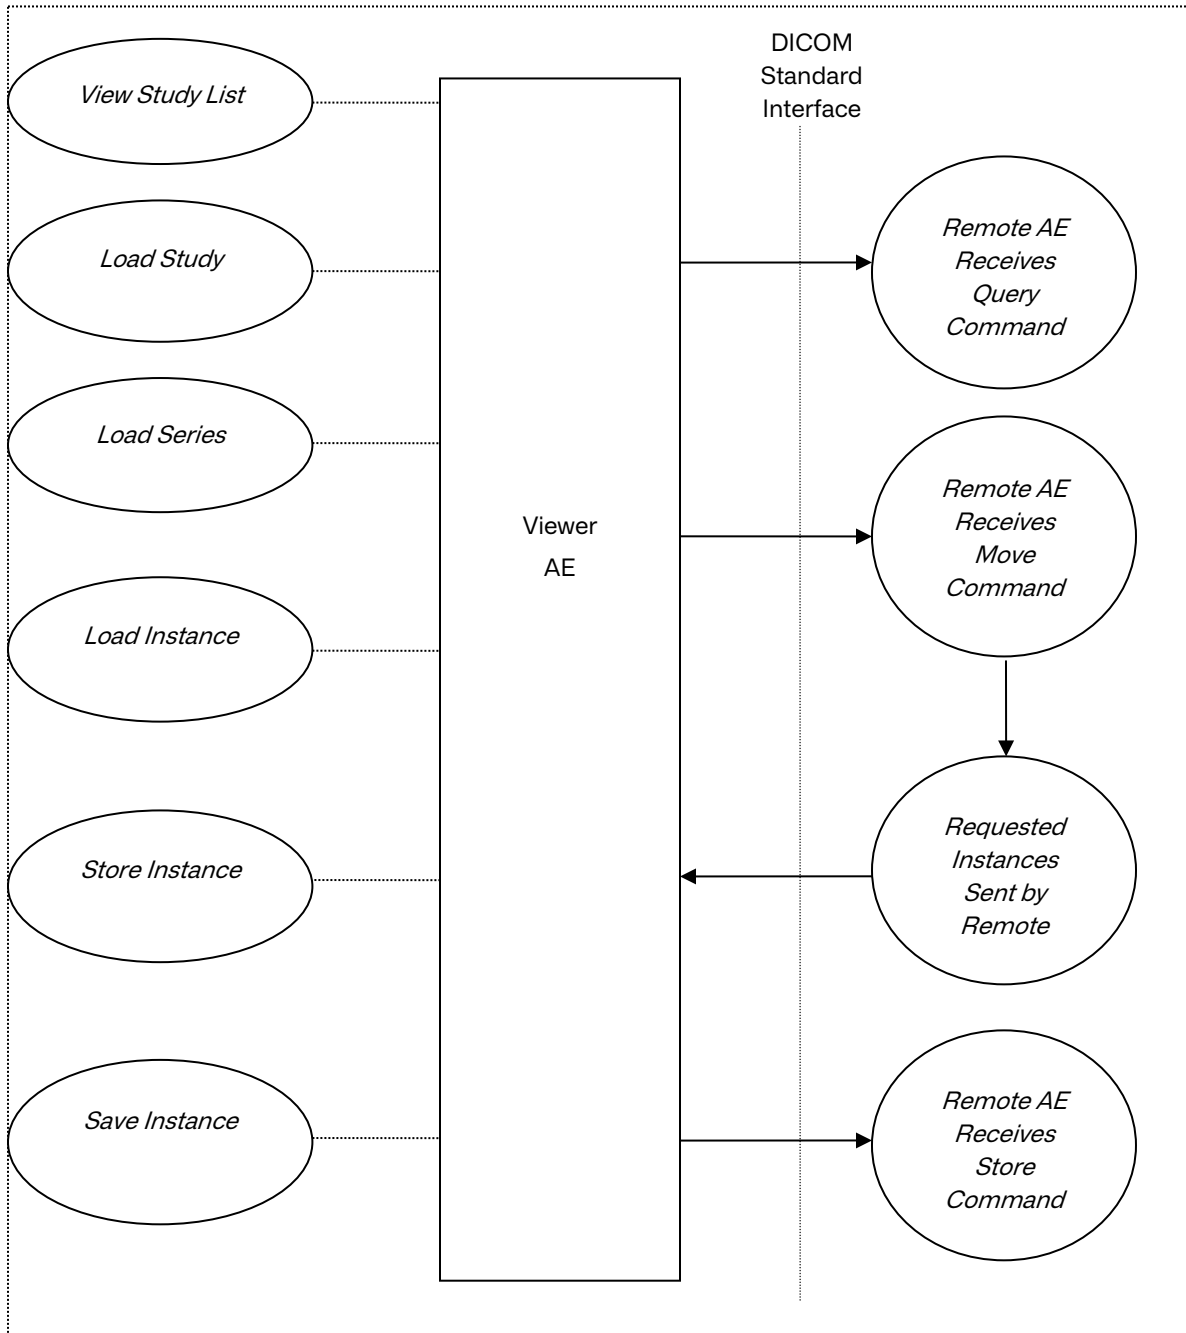 View Study List
Load Study
Load Series
Load Instance
Store Instance
Save Instance
Viewer
AE
DICOM
Standard
Interface
Remote AE
Receives
Query
Command
Remote AE
Receives
Move
Command
Requested
Instances
Sent by
Remote
Remote AE
Receives
Store
Command